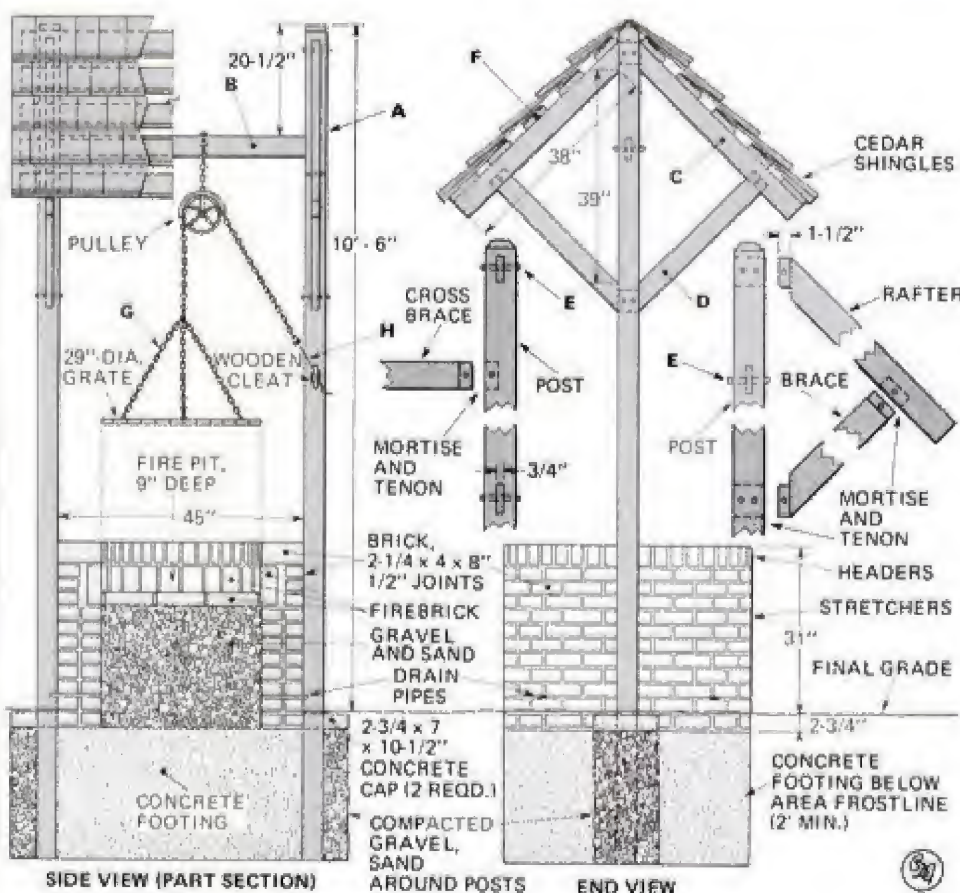 20-1/2"
B
A
PULLEY
10'-6"
G
29" DIA.
GRATE
WOODEN
CLEAT
H
FIRE PIT,
9" DEEP
45"
BRICK,
2-1/4 x 4 x 8"
1/2" JOINTS
FIREBRICK
GRAVEL
AND SAND
DRAIN
PIPES
2-3/4 x 7
x 10-1/2"
CONCRETE
CAP (2 REQD.)
CONCRETE
FOOTING
COMPACTED
GRAVEL,
SAND
AROUND POSTS
SIDE VIEW (PART SECTION)
F
38"
39"
C
CEDAR
SHINGLES
D
CROSS
BRACE
E
POST
MORTISE
AND
TENON
3/4"
1-1/2"
RAFTER
E
BRACE
POST
MORTISE
AND
TENON
HEADERS
STRETCHERS
31"
FINAL GRADE
2-3/4"
CONCRETE
FOOTING BELOW
AREA FROSTLINE
(2' MIN.)
END VIEW